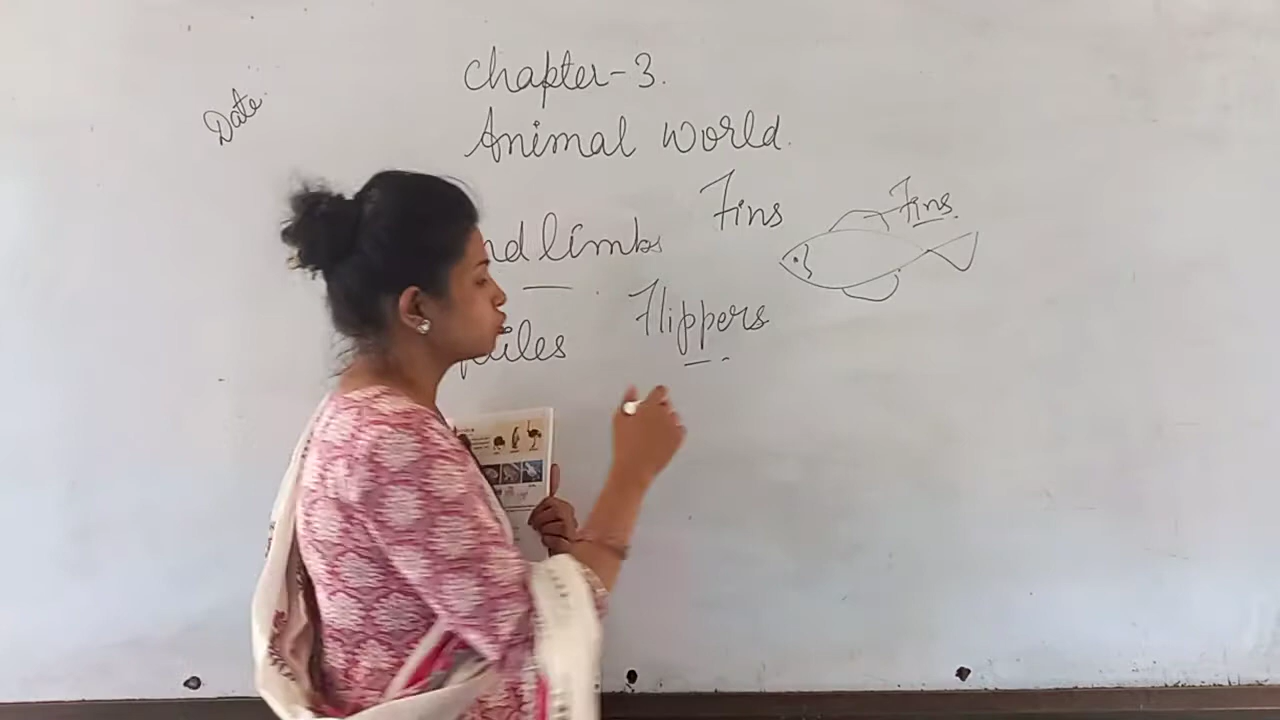 Date.
Chapter-3.
Animal world.
Fins
Fins.
limbs
Flippers